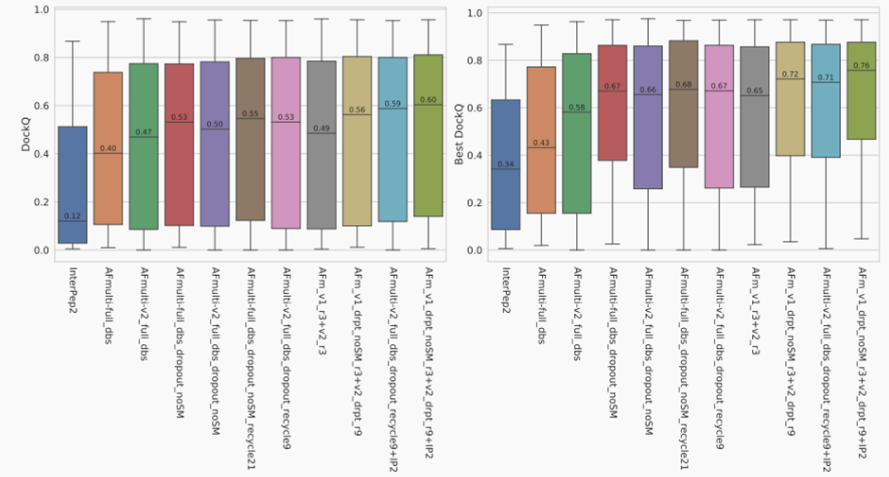 1.0
0.8
0.6
0.4
0.2
0.0
DockQ
0.12
0.40
0.47
0.53
0.50
0.55
0.53
0.49
0.56
0.59
0.60
InterPep2
AFmulti-full_dbs
AFmulti-v2_full_dbs
AFmulti-full_dbs_dropout_noSM
AFmulti-v2_full_dbs_dropout_noSM
AFmulti-full_dbs_dropout_noSM_recycle21
AFmulti-v2_full_dbs_dropout_recycle9
AFm_v1_r3+v2_r3
AFm_v1_drpt_noSM_r3+v2_drpt_r9
AFmulti-v2_full_dbs_dropout_recycle9+IP2
AFm_v1_drpt_noSM_r3+v2_drpt_r9+IP2
1.0
0.8
0.6
0.4
0.2
0.0
Best DockQ
0.34
0.43
0.58
0.67
0.66
0.68
0.67
0.65
0.72
0.71
0.76
InterPep2
AFmulti-full_dbs
AFmulti-v2_full_dbs
AFmulti-full_dbs_dropout_noSM
AFmulti-v2_full_dbs_dropout_noSM
AFmulti-full_dbs_dropout_noSM_recycle21
AFmulti-v2_full_dbs_dropout_recycle9
AFm_v1_r3+v2_r3
AFm_v1_drpt_noSM_r3+v2_drpt_r9
AFmulti-v2_full_dbs_dropout_recycle9+IP2
AFm_v1_drpt_noSM_r3+v2_drpt_r9+IP2